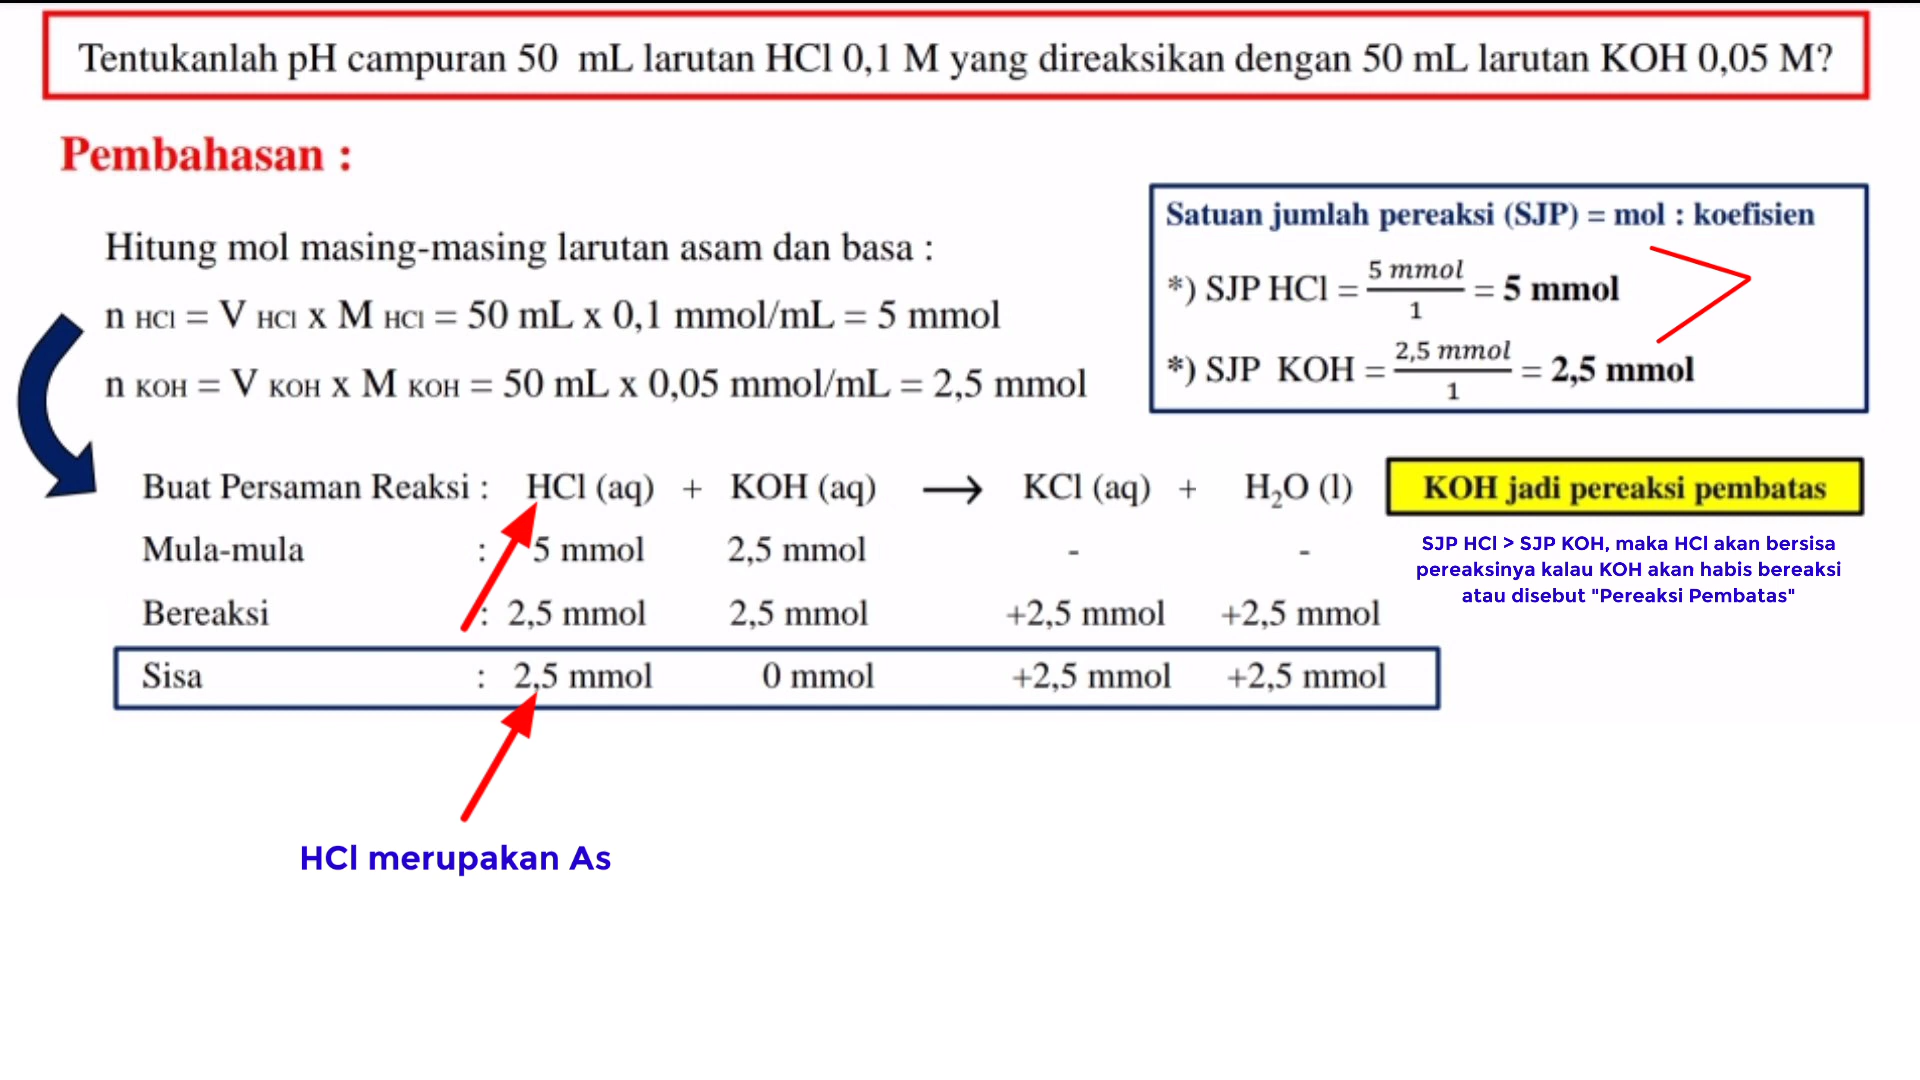 Tentukanlah pH campuran 50 mL larutan HCl 0,1 M yang direaksikan dengan 50 mL larutan KOH 0,05 M?
Pembahasan :
Hitung mol masing-masing larutan asam dan basa :
n HCl = V HCl x M HCl = 50 mL x 0,1 mmol/mL = 5 mmol
n KOH = V KOH x M KOH = 50 mL x 0,05 mmol/mL = 2,5 mmol
Satuan jumlah pereaksi (SJP) = mol : koefisien
*) SJP HCl = 5 mmol / 1 = 5 mmol
*) SJP KOH = 2,5 mmol / 1 = 2,5 mmol
Buat Persaman Reaksi : HCl (aq) + KOH (aq) → KCl (aq) + H₂O (l)
Mula-mula : 5 mmol 2,5 mmol - -
Bereaksi : 2,5 mmol 2,5 mmol +2,5 mmol +2,5 mmol
Sisa : 2,5 mmol 0 mmol +2,5 mmol +2,5 mmol
KOH jadi pereaksi pembatas
SJP HCl > SJP KOH, maka HCl akan bersisa
pereaksinya kalau KOH akan habis bereaksi
atau disebut "Pereaksi Pembatas"
HCl merupakan As